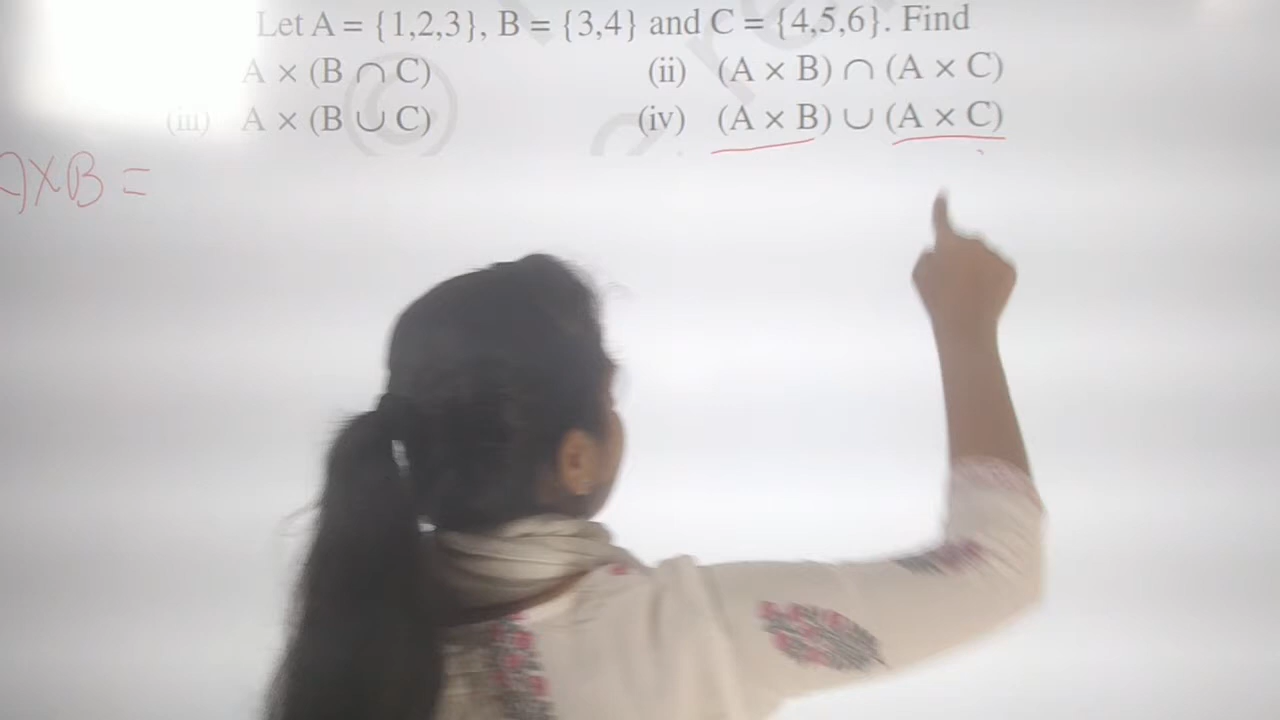 Let A = {1,2,3}, B = {3,4} and C = {4,5,6}. Find
A × (B ∩ C) (ii) (A × B) ∩ (A × C)
(iii) A × (B ∪ C) (iv) (A × B) ∪ (A × C)
A×B =